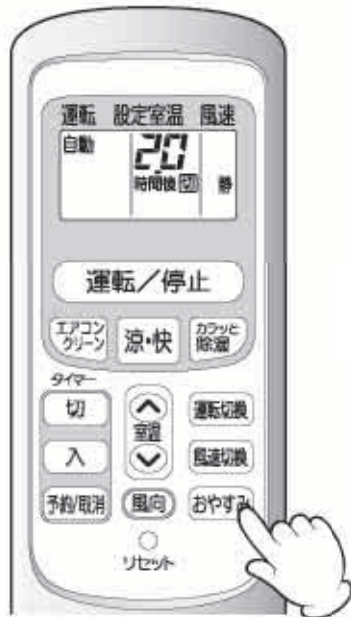 運転 設定室温 風速
自動 2.0
時間後 切 静
運転/停止
エアコン
クリーン
涼・快
カラッと
除湿
タイマー
切
入
予約/取消
室温
風向
運転切換
風速切換
おやすみ
リセット